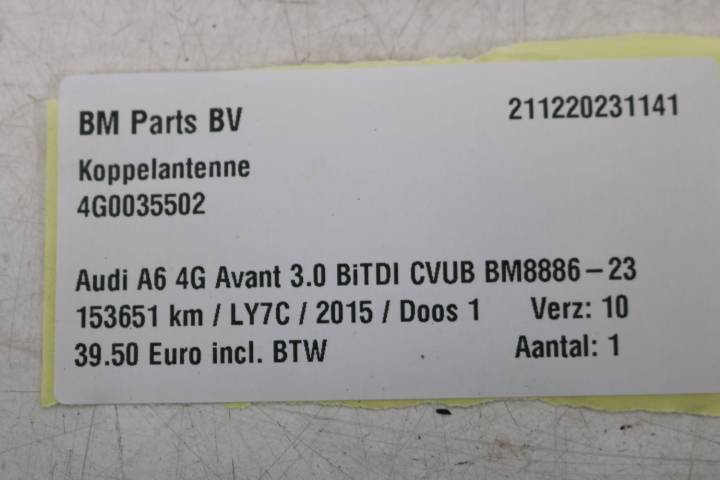 BM Parts BV 211220231141
Koppelantenne
4G0035502
Audi A6 4G Avant 3.0 BiTDI CVUB BM8886-23
153651 km / LY7C / 2015 / Doos 1 Verz: 10
39.50 Euro incl. BTW Aantal: 1